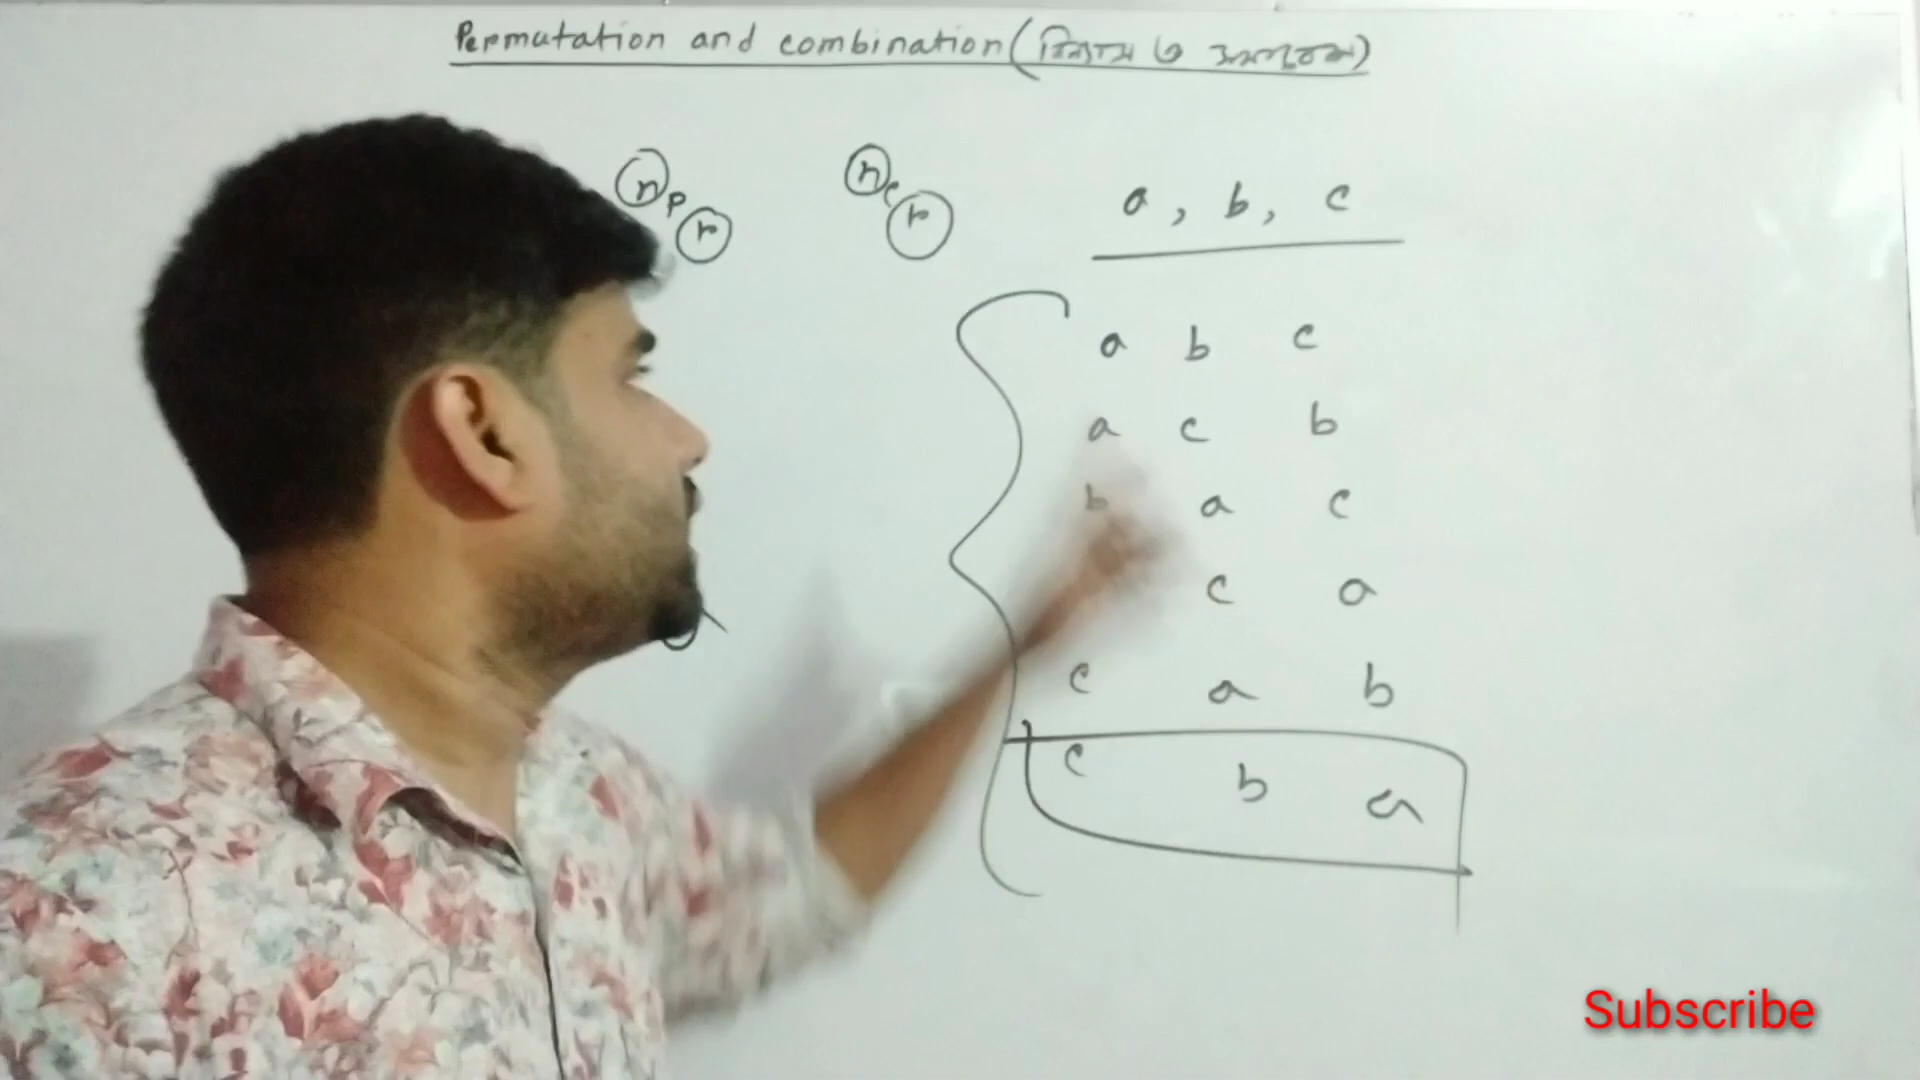 Permutation and combination (বিন্যাস ও সমাবেশ)
n P r
n c r
a , b , c
a b c
a c b
b a c
c a
c a b
c b a
Subscribe